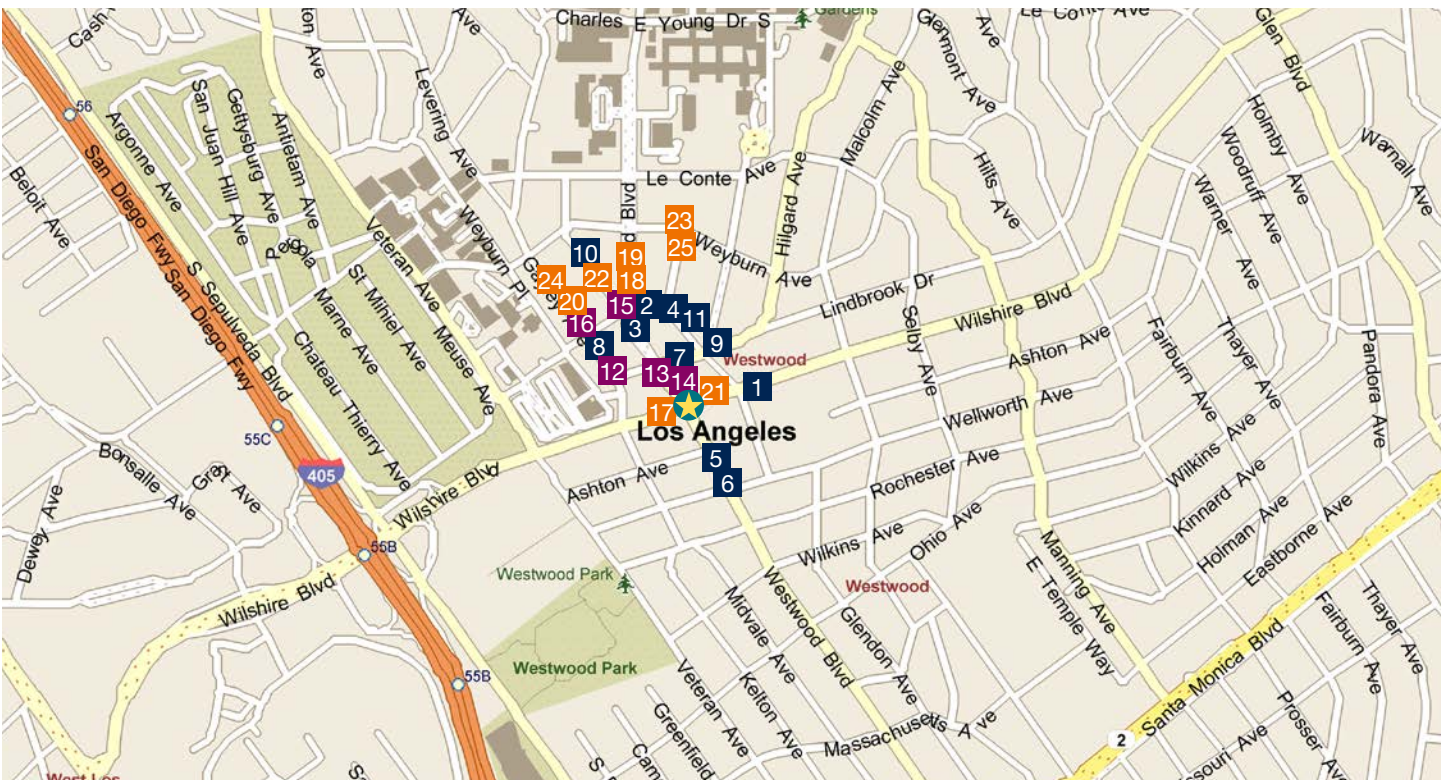 Cash
Ave
Charles E Young Dr S
Gardens
Le Conte Ave
Glen Blvd
Glenmont Ave
Ave
Ave
56
San Juan Hill Ave
Gettysburg Ave
Antietam Ave
Argonne Ave
Levering Ave
Malcolm Ave
Hilts Ave
Holmby Ave
Woodruff Ave
Warnall Ave
Warner Ave
Beloit Ave
San Diego Fwy
San Diego Fwy
S Sepulveda Blvd
Pergola
Veteran Ave
Weyburn Pl
Le Conte Ave
Blvd
Hilgard Ave
23
25
Weyburn Ave
10
19
24
22
18
20
15
2
4
11
16
3
8
9
7
12
13
14
21
1
17
Westwood
Los Angeles
5
6
Lindbrook Dr
Wilshire Blvd
Selby Ave
Ashton Ave
Wellworth Ave
Rochester Ave
Fairburn Ave
Thayer Ave
Pandora Ave
Marne Ave
St Mihiel Ave
Meuse Ave
Chateau Thierry Ave
55C
405
Bonsalle Ave
Graf Ave
Dewey Ave
Wilshire Blvd
55B
Wilshire Blvd
Ashton Ave
Wilkins Ave
Ohio Ave
Wilkins Ave
Kinnard Ave
Holman Ave
Eastborne Ave
Manning Ave
E Temple Way
Westwood Park
Westwood
Westwood Park
55B
Midvale Ave
Westwood Blvd
Glendon Ave
Kelton Ave
Veteran Ave
Greenfield
Massachusetts Ave
2
Santa Monica Blvd
Fairburn Ave
Thayer Ave
Prosser Ave